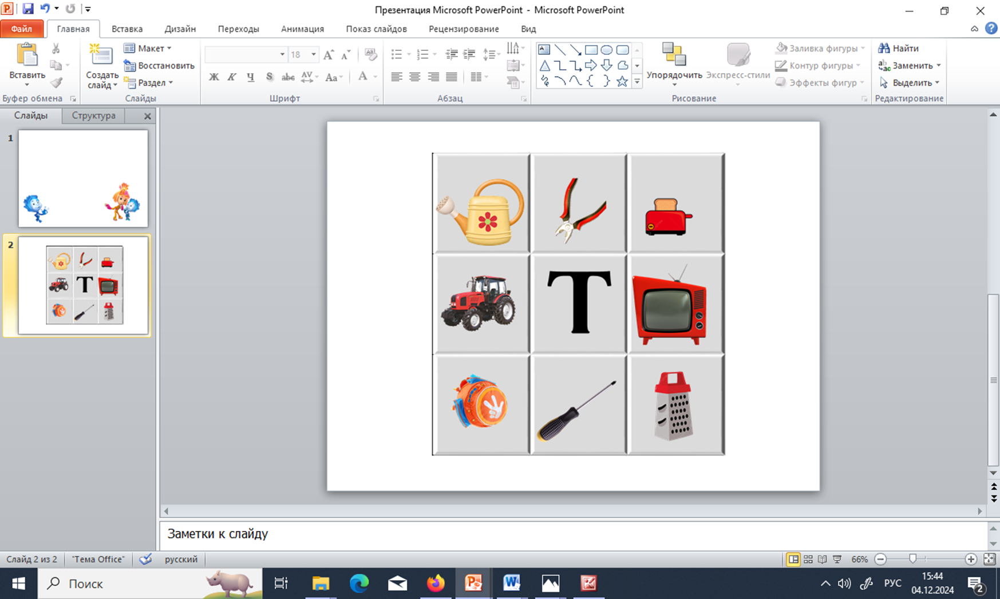 Презентация Microsoft PowerPoint - Microsoft PowerPoint
Файл Главная Вставка Дизайн Переходы Анимация Показ слайдов Рецензирование Вид
Вставить
Буфер обмена
Создать слайд
Макет
Восстановить
Раздел
Слайды
18
Ж К Ч S abc AV Aa А
Шрифт
Абзац
Упорядочить
Экспресс-стили
Заливка фигуры
Контур фигуры
Эффекты фигур
Рисование
Найти
Заменить
Выделить
Редактирование
Слайды Структура
1
2
Т
Т
Заметки к слайду
Слайд 2 из 2 "Тема Office" русский 66%
Поиск
РУС
15:44
04.12.2024
2